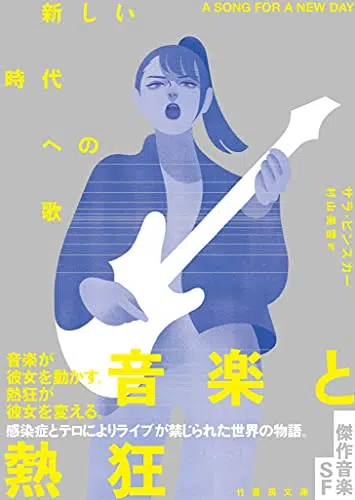 A SONG FOR A NEW DAY
新しい
時代
への
歌
サラ・ピンスカー
村山美雪 訳
音楽が
彼女を動かす。
熱狂が
彼女を変える。
音楽と
熱狂
感染症とテロによりライブが禁じられた世界の物語。
傑作音楽
SF
竹書房文庫